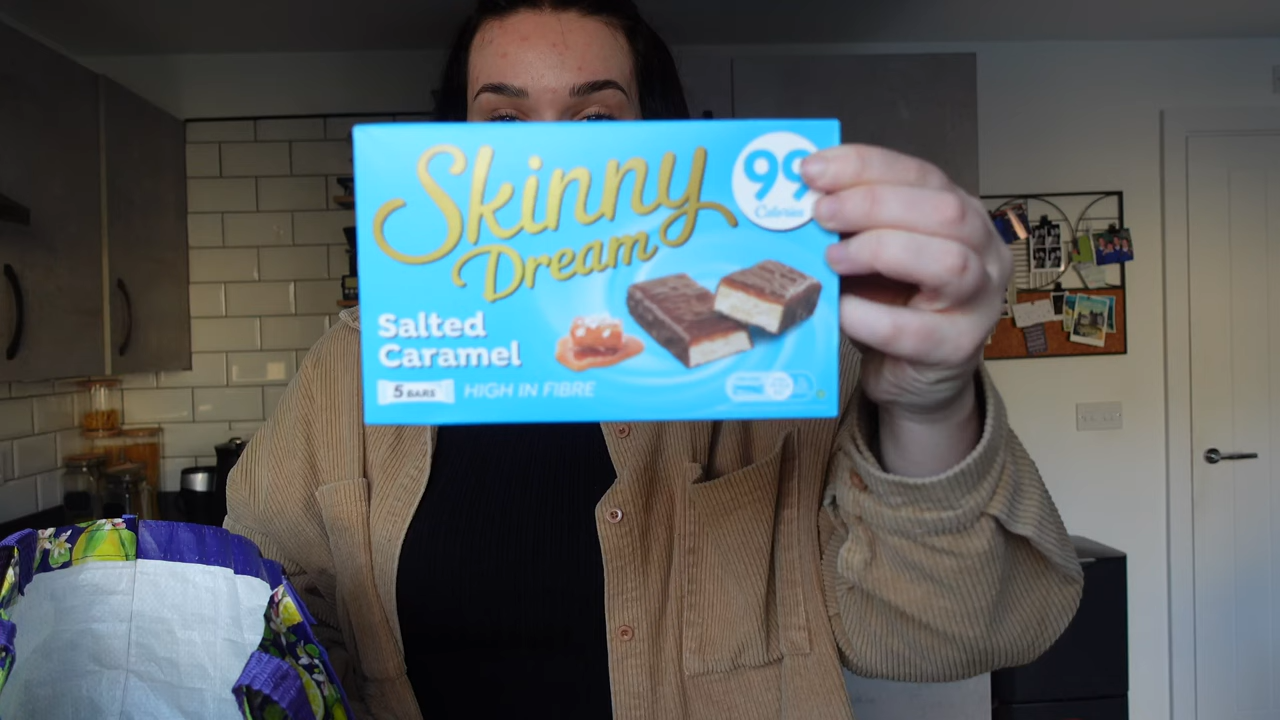 Skinny
Dream
99
Calories
Salted
Caramel
5 BARS HIGH IN FIBRE